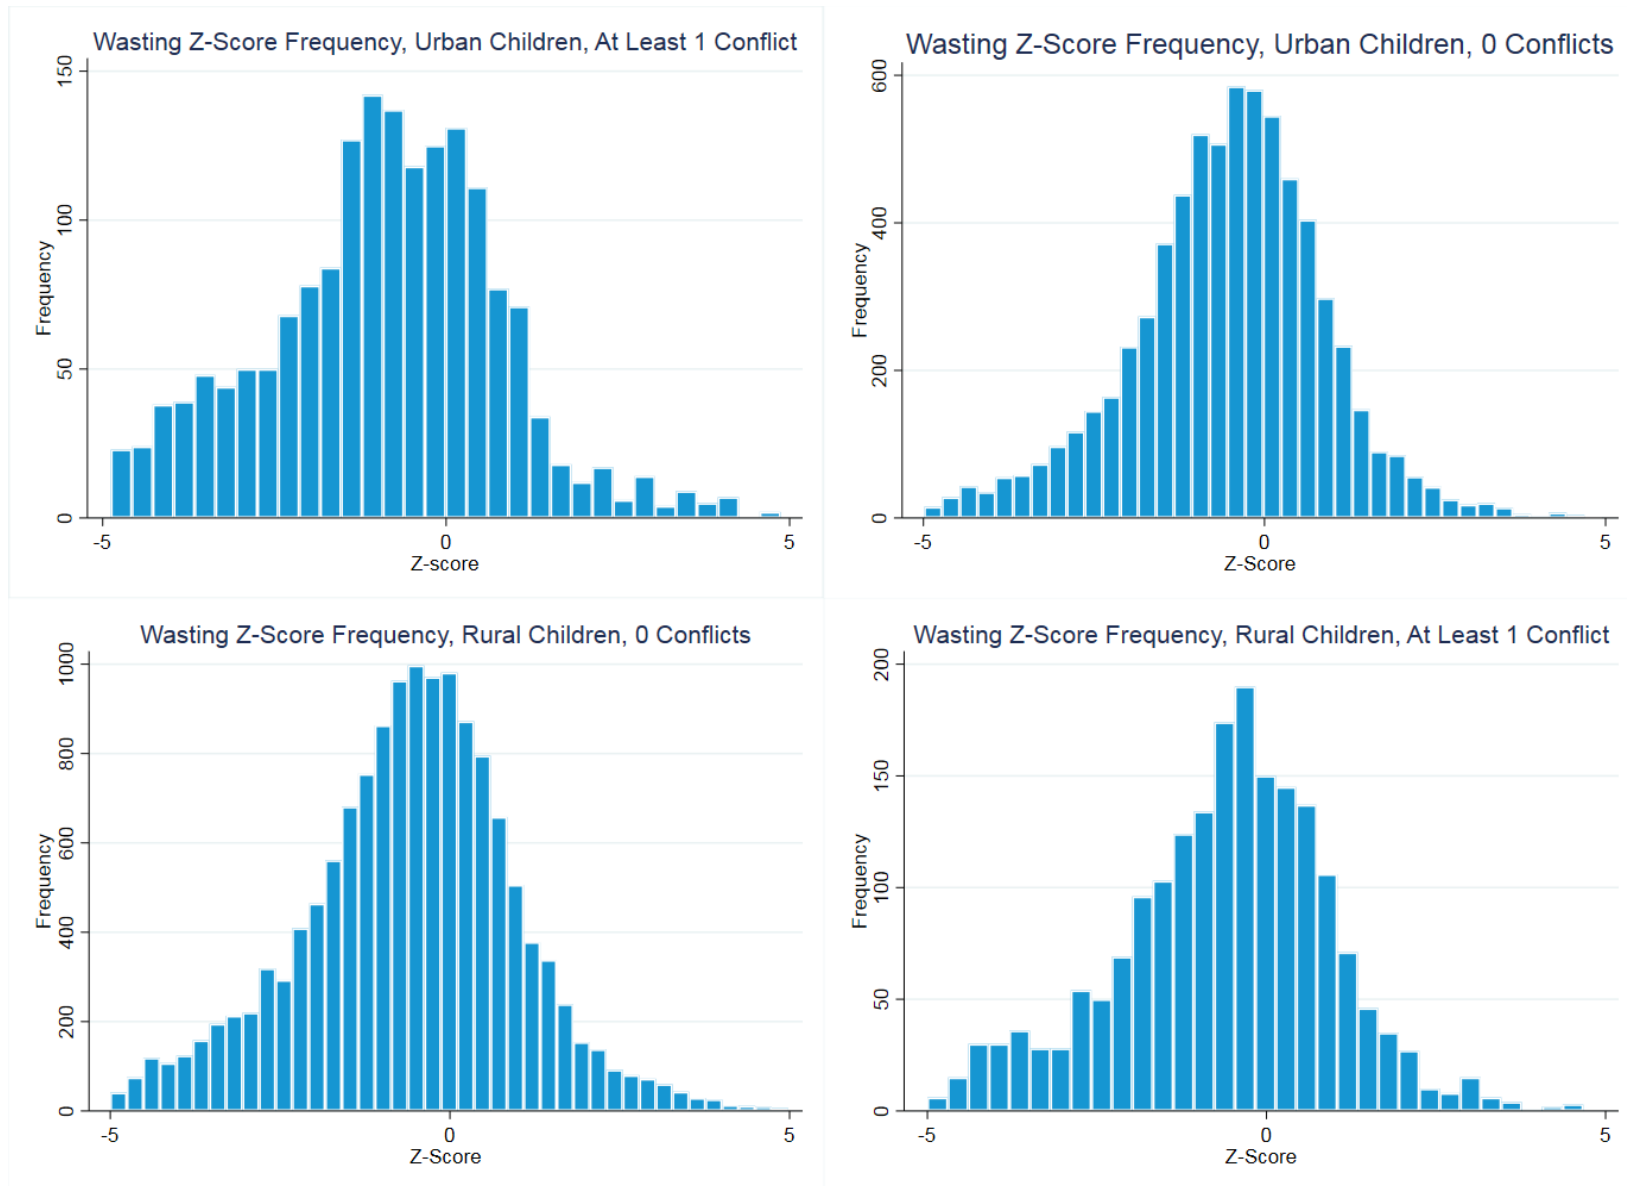 Wasting Z-Score Frequency, Urban Children, At Least 1 Conflict
150
100
50
0
Frequency
-5
0
5
Z-score
Wasting Z-Score Frequency, Urban Children, 0 Conflicts
600
400
200
0
Frequency
-5
0
5
Z-Score
Wasting Z-Score Frequency, Rural Children, 0 Conflicts
1000
800
600
400
200
0
Frequency
-5
0
5
Z-Score
Wasting Z-Score Frequency, Rural Children, At Least 1 Conflict
200
150
100
50
0
Frequency
-5
0
5
Z-Score